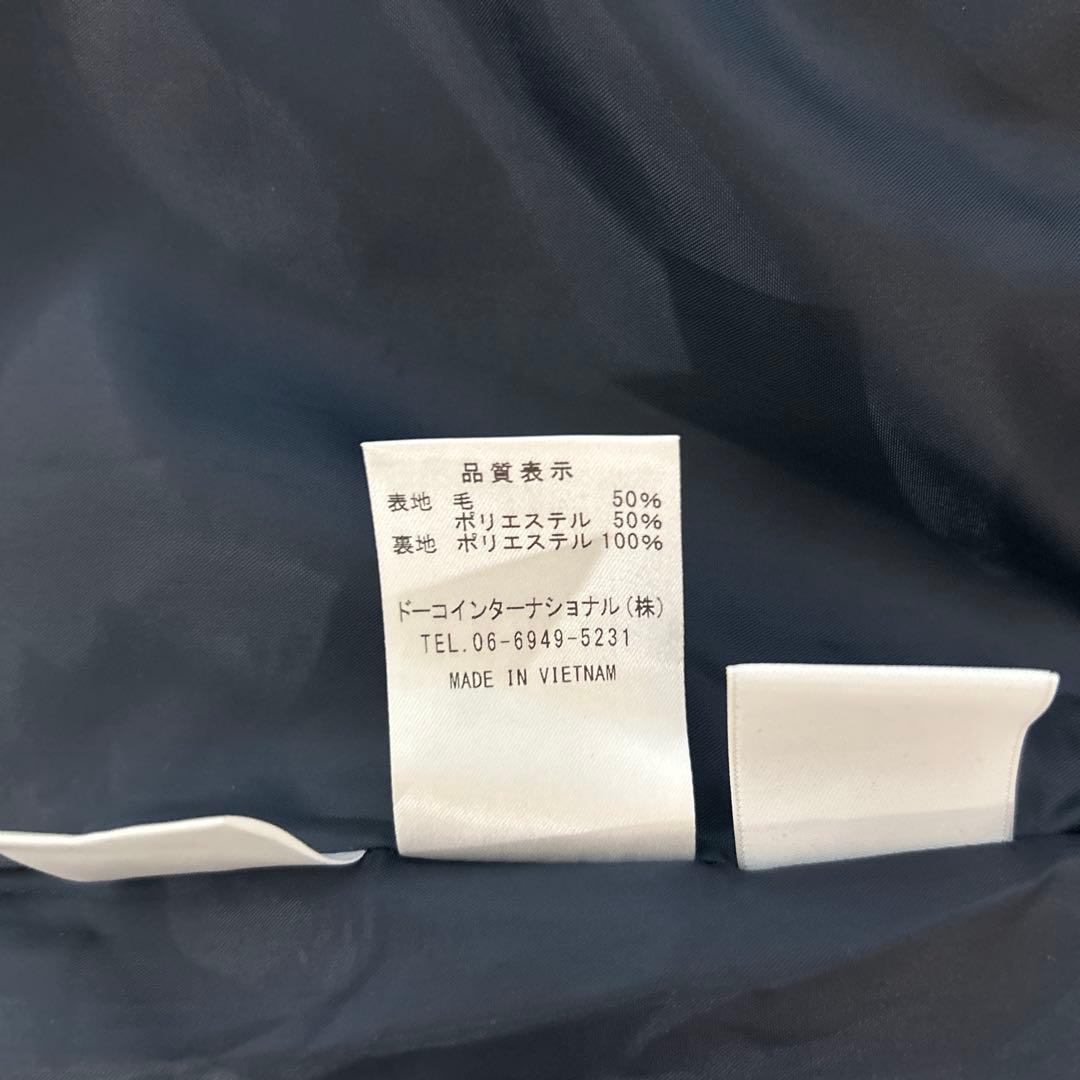 品質表示
表地 毛 50%
ポリエステル 50%
裏地 ポリエステル 100%
ドーコインターナショナル(株)
TEL.06-6949-5231
MADE IN VIETNAM